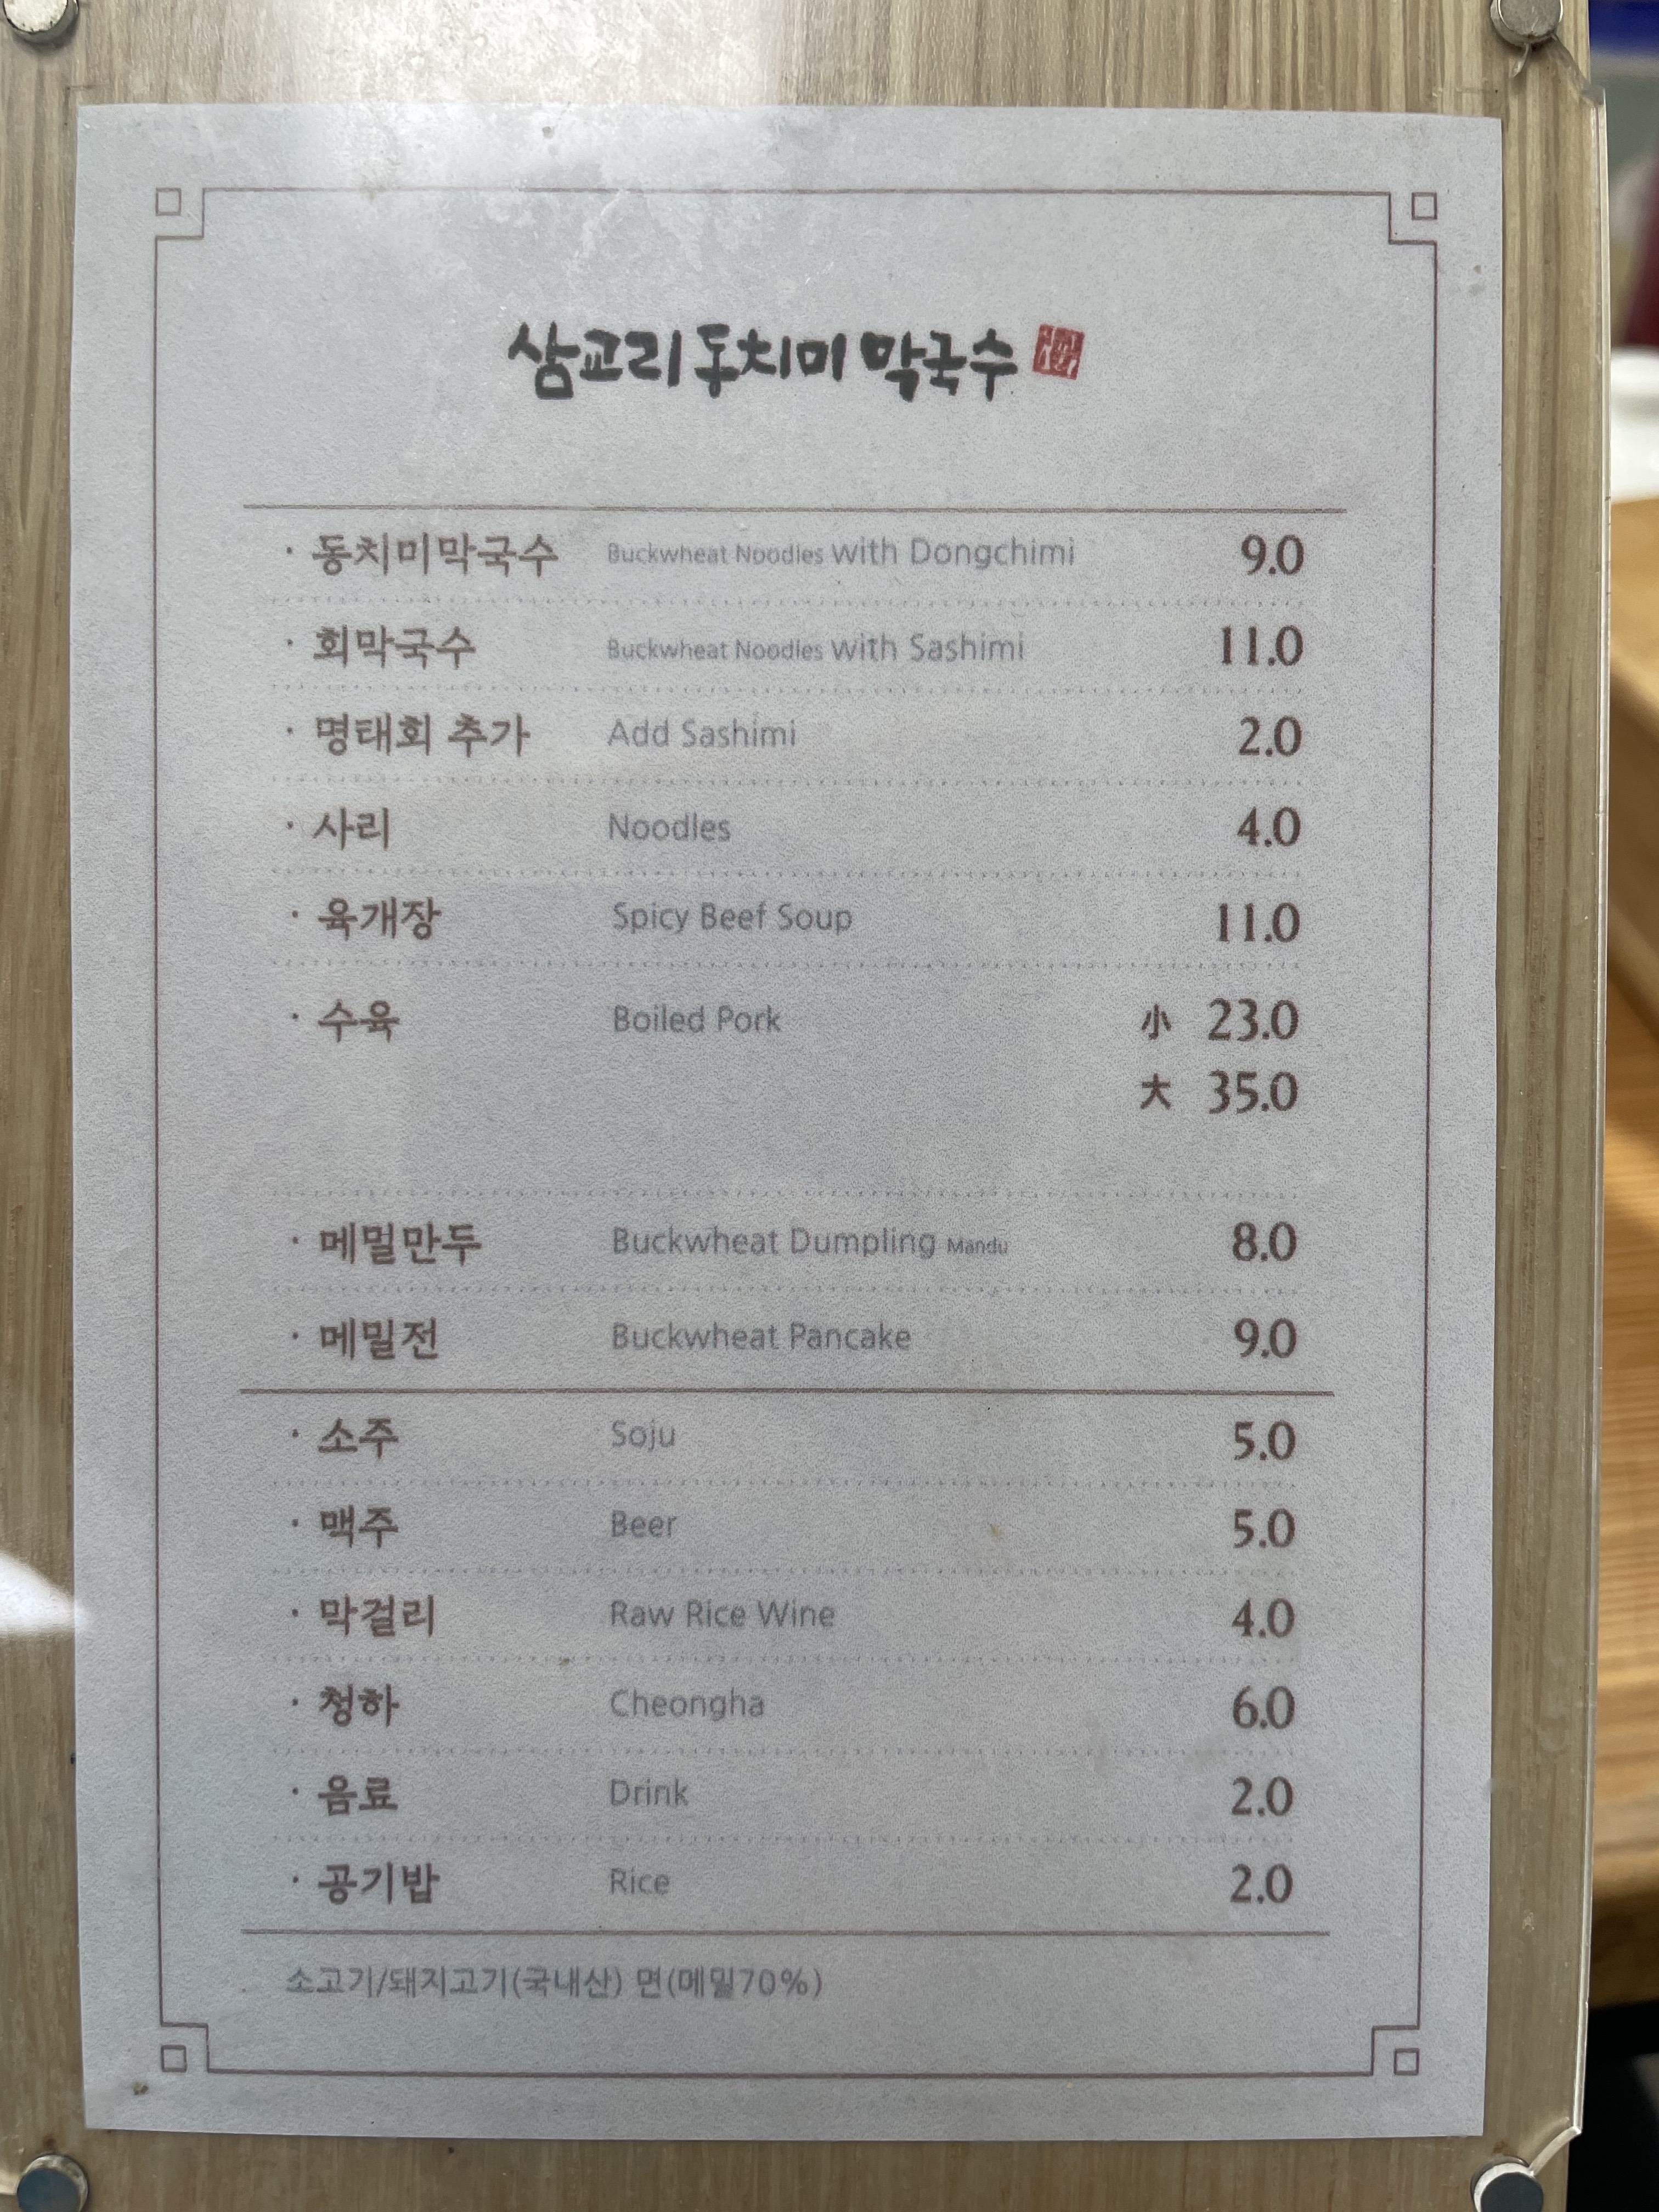 삼교리 동치미 막국수
· 동치미막국수 Buckwheat Noodles with Dongchimi 9.0
· 회막국수 Buckwheat Noodles with Sashimi 11.0
· 명태회 추가 Add Sashimi 2.0
· 사리 Noodles 4.0
· 육개장 Spicy Beef Soup 11.0
· 수육 Boiled Pork 小 23.0
大 35.0
· 메밀만두 Buckwheat Dumpling Mandu 8.0
· 메밀전 Buckwheat Pancake 9.0
· 소주 Soju 5.0
· 맥주 Beer 5.0
· 막걸리 Raw Rice Wine 4.0
· 청하 Cheongha 6.0
· 음료 Drink 2.0
· 공기밥 Rice 2.0
소고기/돼지고기(국내산) 면(메밀70%)